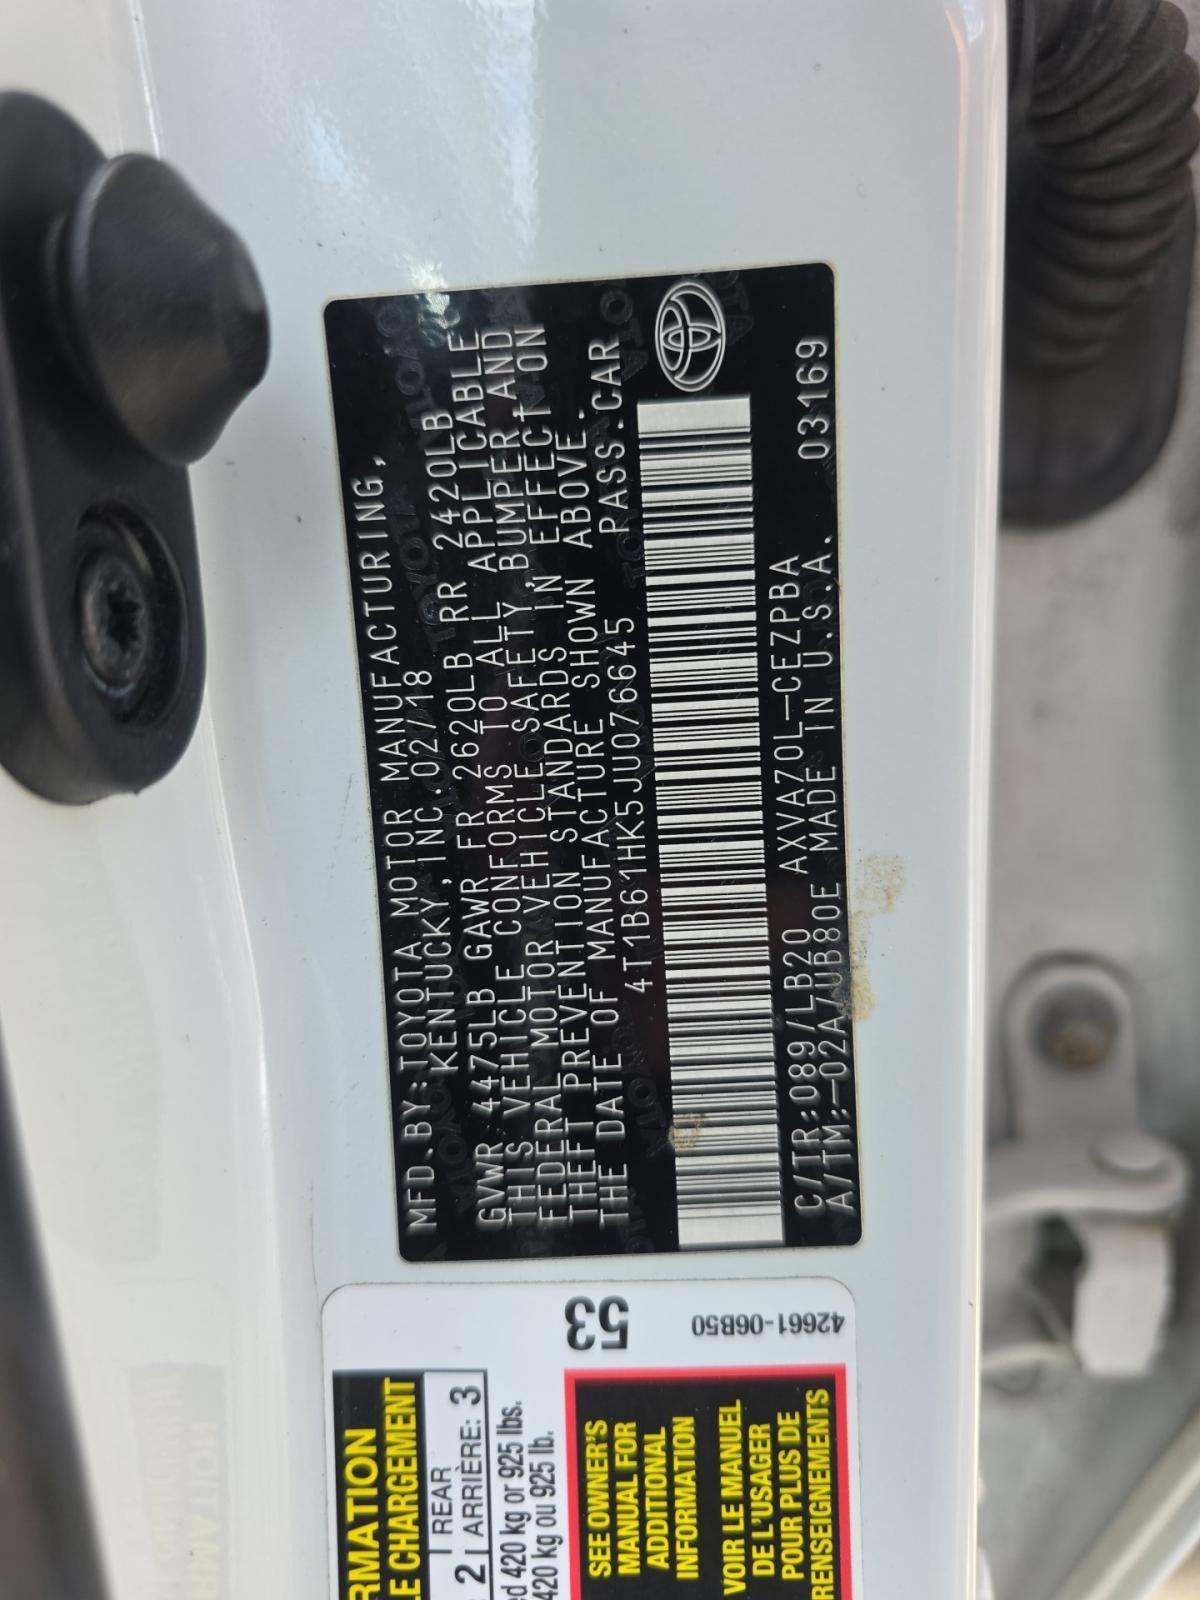 MFD.BY:TOYOTA MOTOR MANUFACTURING,
KENTUCKY,INC.02/18
GVWR 4475LB GAWR FR 2620LB RR 2420LB
THIS VEHICLE CONFORMS TO ALL APPLICABLE
FEDERAL MOTOR VEHICLE SAFETY,BUMPER,AND
THEFT PREVENTION STANDARDS IN EFFECT ON
THE DATE OF MANUFACTURE SHOWN ABOVE.
4T1B61HK5JU076645 PASS.CAR
C/TR:089/LB20 AXVA70L-CEZPBA 03169
A/TM:-02A/UB80E MADE IN U.S.A.
53
42661-06B50
RMATION
LE CHARGEMENT
2 REAR ARRIÈRE: 3
ed 420 kg or 925 lbs.
420 kg ou 925 lb.
SEE OWNER'S
MANUAL FOR
ADDITIONAL
INFORMATION
VOIR LE MANUEL
DE L'USAGER
POUR PLUS DE
RENSEIGNEMENTS